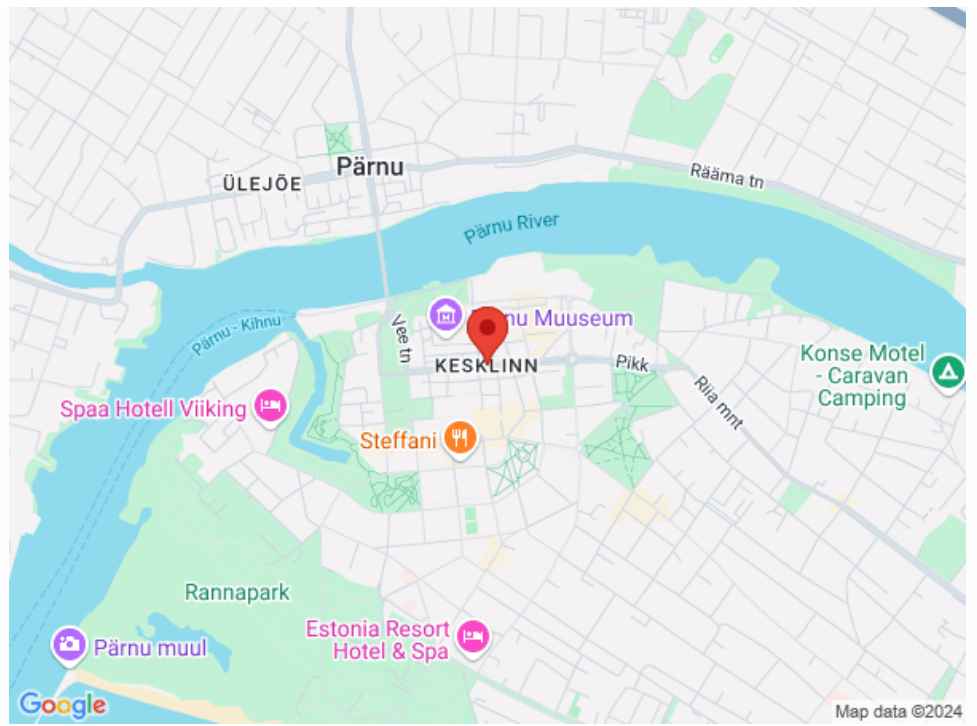 Rääma tn
Pärnu
ÜLEJÕE
Pärnu River
Pärnu - Kihnu
Vee tn
nu Muuseum
KESKLINN
Pikk
Konse Motel
- Caravan
Camping
Riia mnt
Spaa Hotell Viiking
Steffani
Rannapark
Estonia Resort
Hotel & Spa
Pärnu muul
Google
Map data ©2024